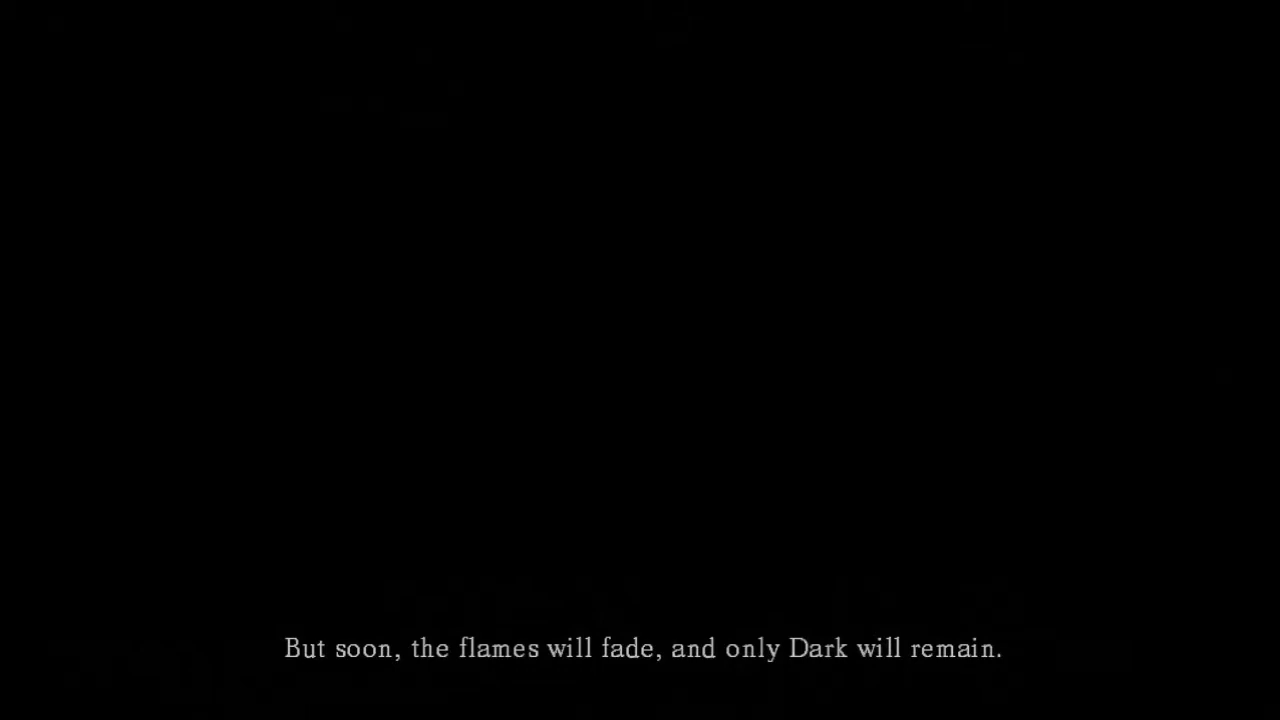 But soon, the flames will fade, and only Dark will remain.